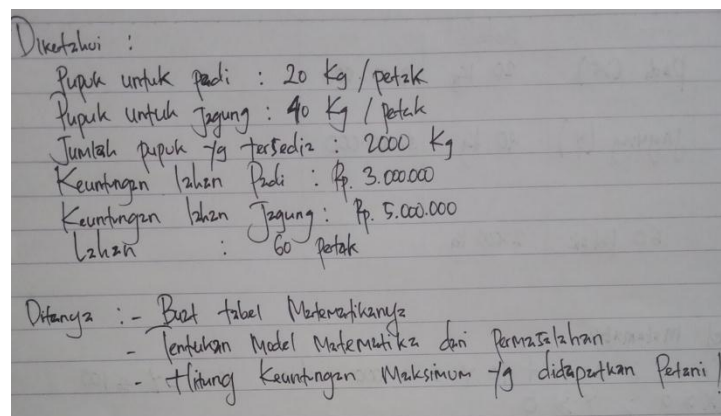 Diketahui :
Pupuk untuk padi : 20 Kg / petak
Pupuk untuk Jagung : 40 Kg / Petak
Jumlah pupuk yg tersedia : 2000 Kg
Keuntungan lahan Padi : Rp. 3.000.000
Keuntungan lahan Jagung : Rp. 5.000.000
Lahan : 60 Petak
Ditanya : - Buat tabel Matematikanya
- Tentukan Model Matematika dari Permasalahan
- Hitung Keuntungan Maksimum yg didapatkan Petani !